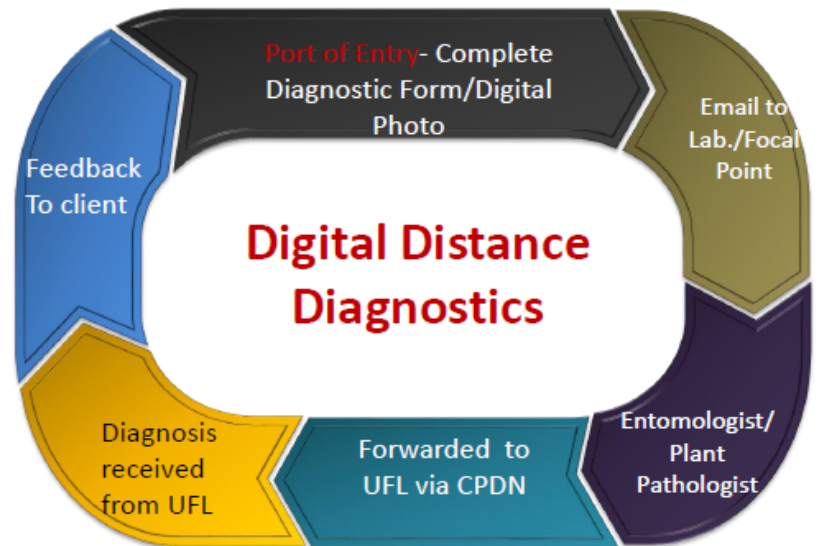 Port of Entry- Complete
Diagnostic Form/Digital
Photo
Email to
Lab./Focal
Point
Feedback
To client
Digital Distance
Diagnostics
Entomologist/
Plant
Pathologist
Forwarded to
UFL via CPDN
Diagnosis
received
from UFL